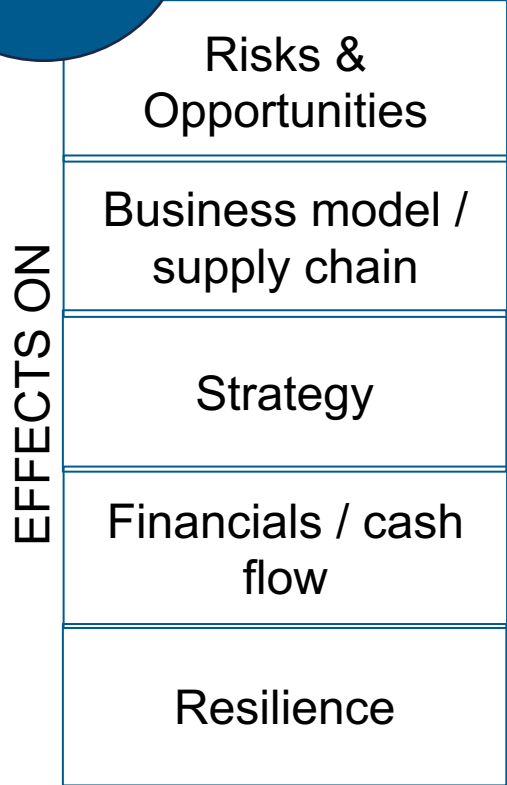 EFFECTS ON
Risks &
Opportunities
Business model /
supply chain
Strategy
Financials / cash
flow
Resilience